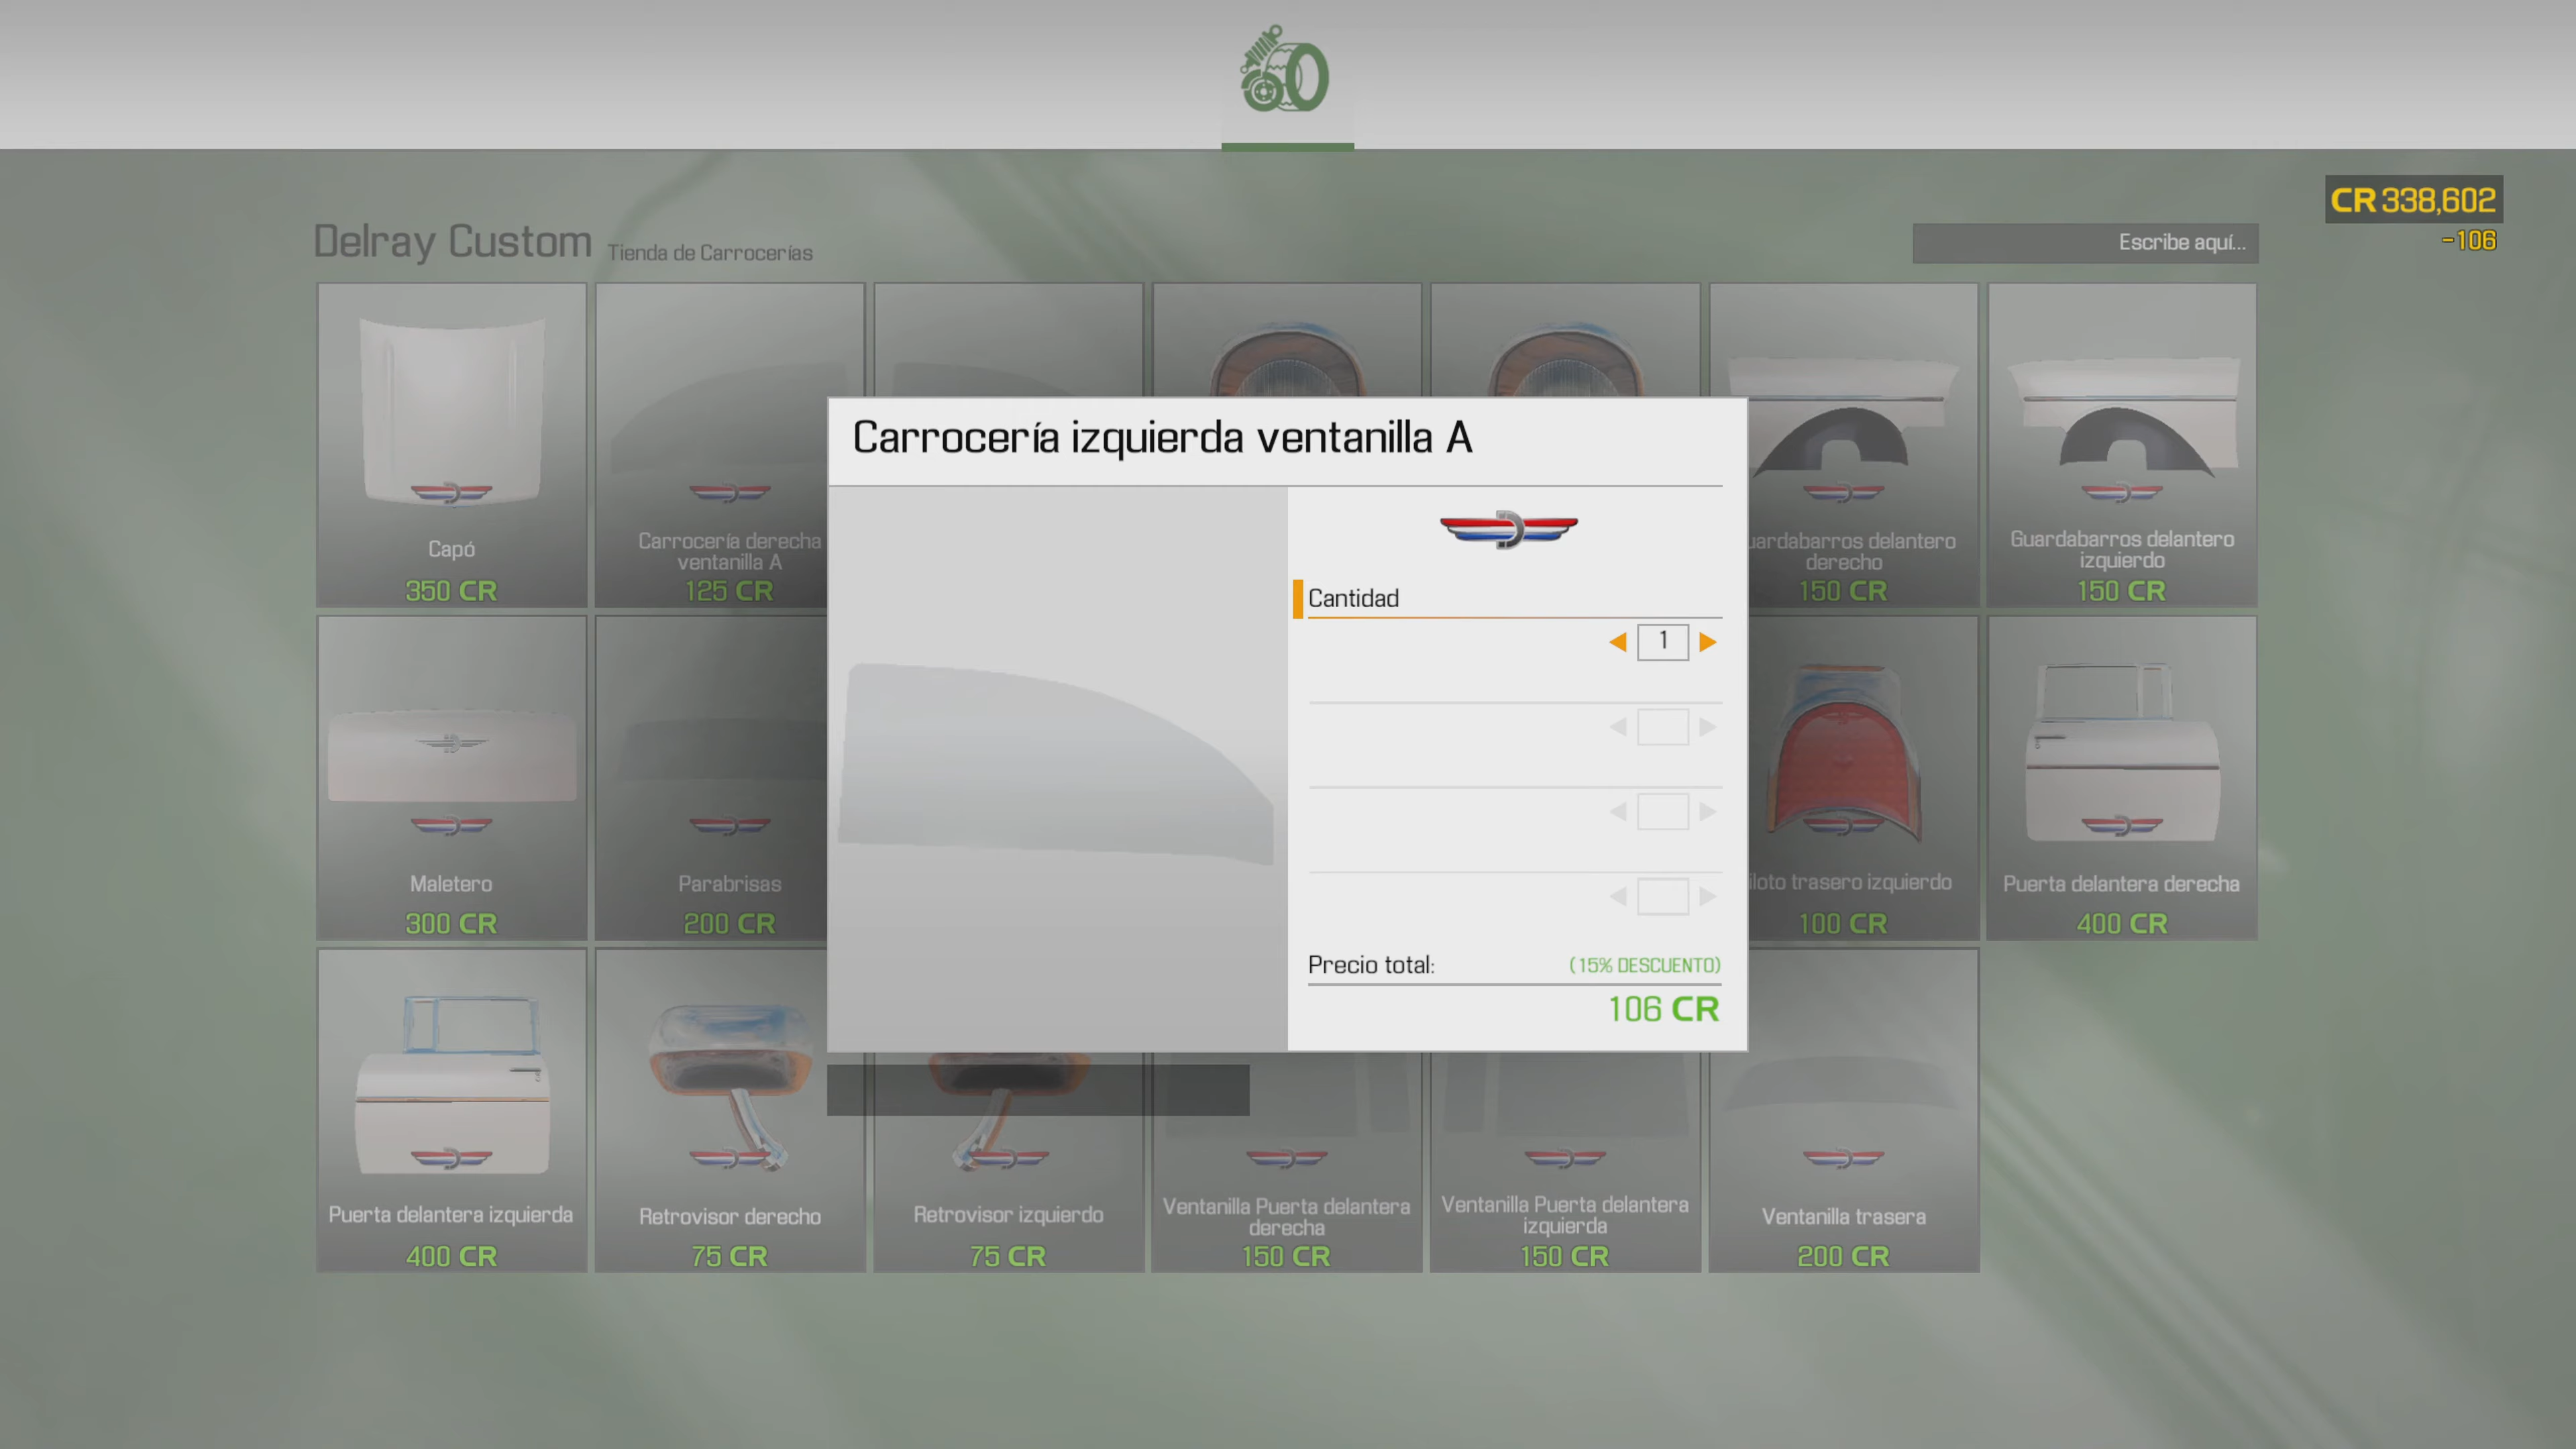 CR 338,602
-106
Delray Custom Tienda de Carrocerías
Escribe aquí...
Capó
350 CR
Carrocería derecha
ventanilla A
125 CR
delantero
derecho
150 CR
Guardabarros delantero
izquierdo
150 CR
Carrocería izquierda ventanilla A
Cantidad
1
Precio total:
(15% DESCUENTO)
106 CR
Maletero
300 CR
Parabrisas
200 CR
trasero izquierdo
100 CR
Puerta delantera derecha
400 CR
Puerta delantera izquierda
400 CR
Retrovisor derecho
75 CR
Retrovisor izquierdo
75 CR
Ventanilla Puerta delantera
derecha
150 CR
Ventanilla Puerta delantera
izquierda
150 CR
Ventanilla trasera
200 CR